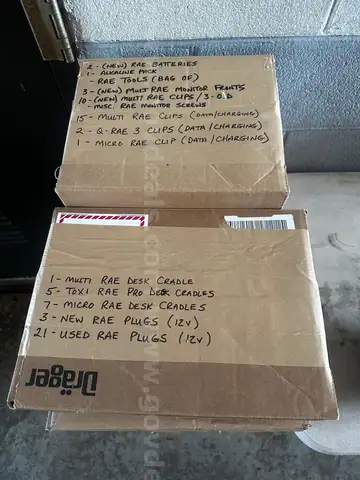 2 - (NEW) RAE BATTERIES
1 - ALKALINE PACK
- RAE TOOLS (BAG OF)
3 - (NEW) MULTI RAE MONITOR FRONTS
10 - (NEW) MULTI RAE CLIPS / 3 - O.D
- MISC. RAE MONITOR SCREWS
15 - MULTI RAE CLIPS (DATA/CHARGING)
2 - Q-RAE 3 CLIPS (DATA/CHARGING)
1 - MICRO RAE CLIP (DATA/CHARGING)
1 - MULTI RAE DESK CRADLE
5 - TOXI RAE PRO DESK CRADLES
7 - MICRO RAE DESK CRADLES
3 - NEW RAE PLUGS (12V)
21 - USED RAE PLUGS (12V)
Dräger